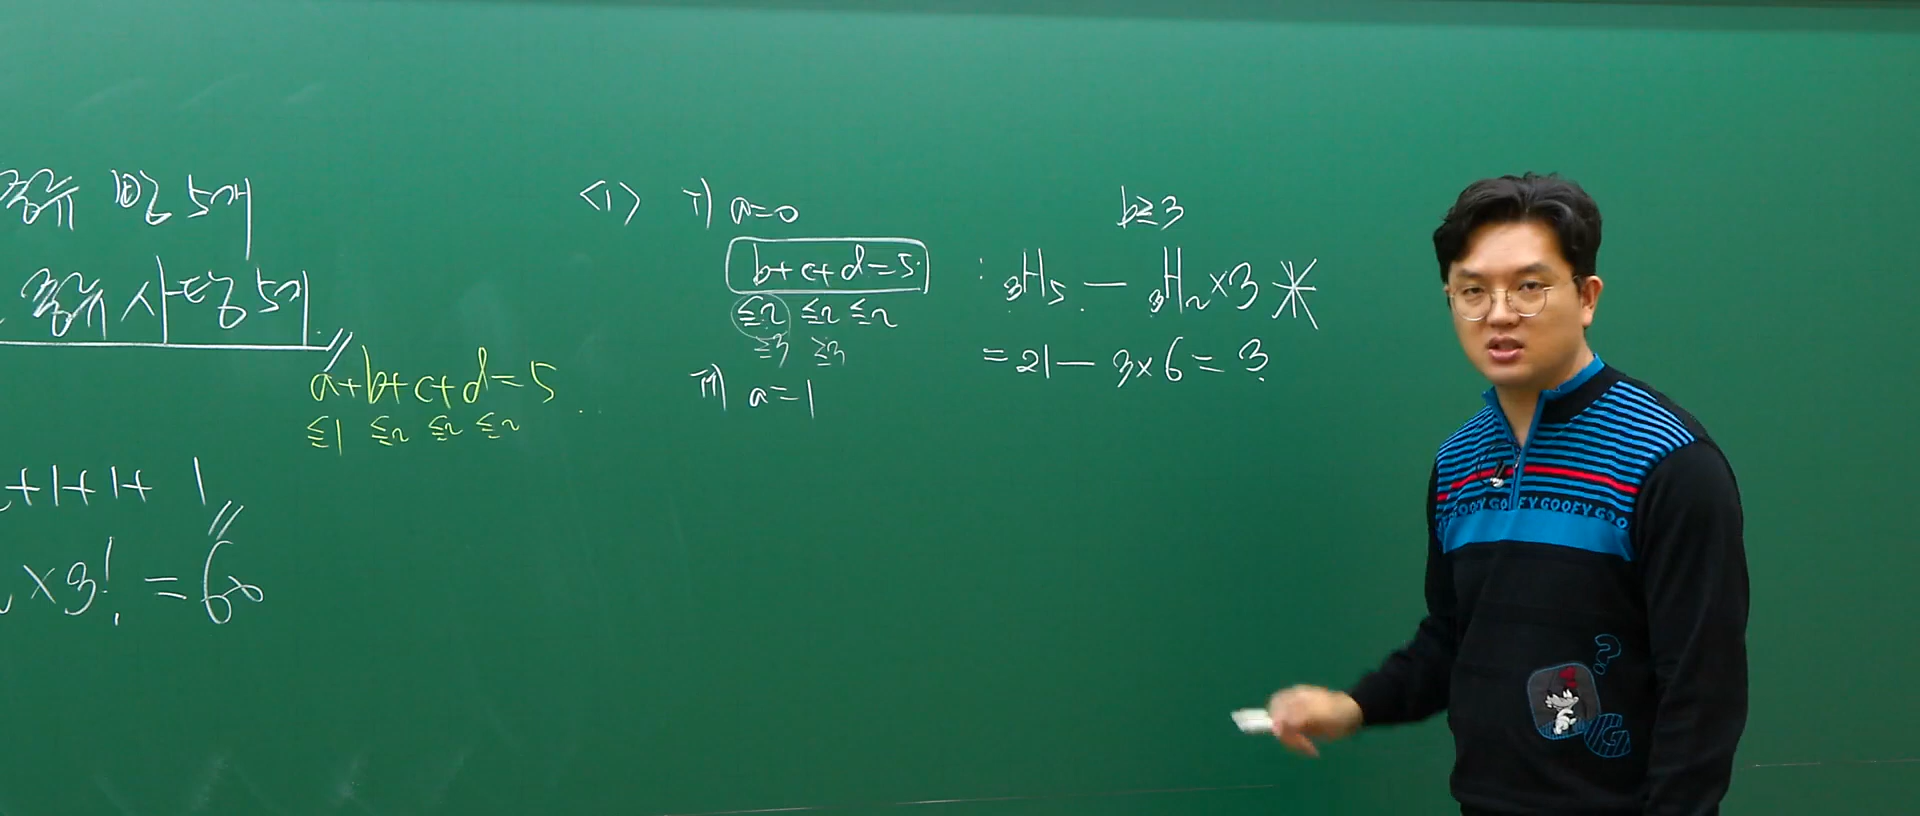 종류 빵 5개
종류 사탕 5개
a+b+c+d=5
≤1 ≤2 ≤2 ≤2
+1+1+1
×3! =60
<1> i) a=0
b+c+d=5
≤2 ≤2 ≤2
≥3 ≥3
ii) a=1
b≥3
: ₃H₅ - ₃H₂×3
=21-3×6=3
GOOFY GOOFY GOO
?
G